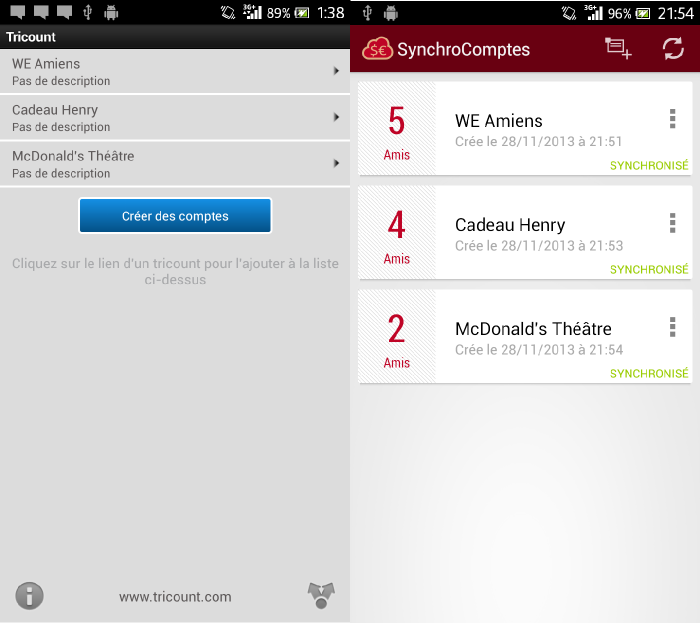 3G+ 89% 1:38
Tricount
WE Amiens
Pas de description
Cadeau Henry
Pas de description
McDonald's Théâtre
Pas de description
Créer des comptes
Cliquez sur le lien d'un tricount pour l'ajouter à la liste
ci-dessus
www.tricount.com
3G+ 96% 21:54
$€ SynchroComptes
5
Amis
WE Amiens
Crée le 28/11/2013 à 21:51
SYNCHRONISÉ
4
Amis
Cadeau Henry
Crée le 28/11/2013 à 21:53
SYNCHRONISÉ
2
Amis
McDonald's Théâtre
Crée le 28/11/2013 à 21:54
SYNCHRONISÉ